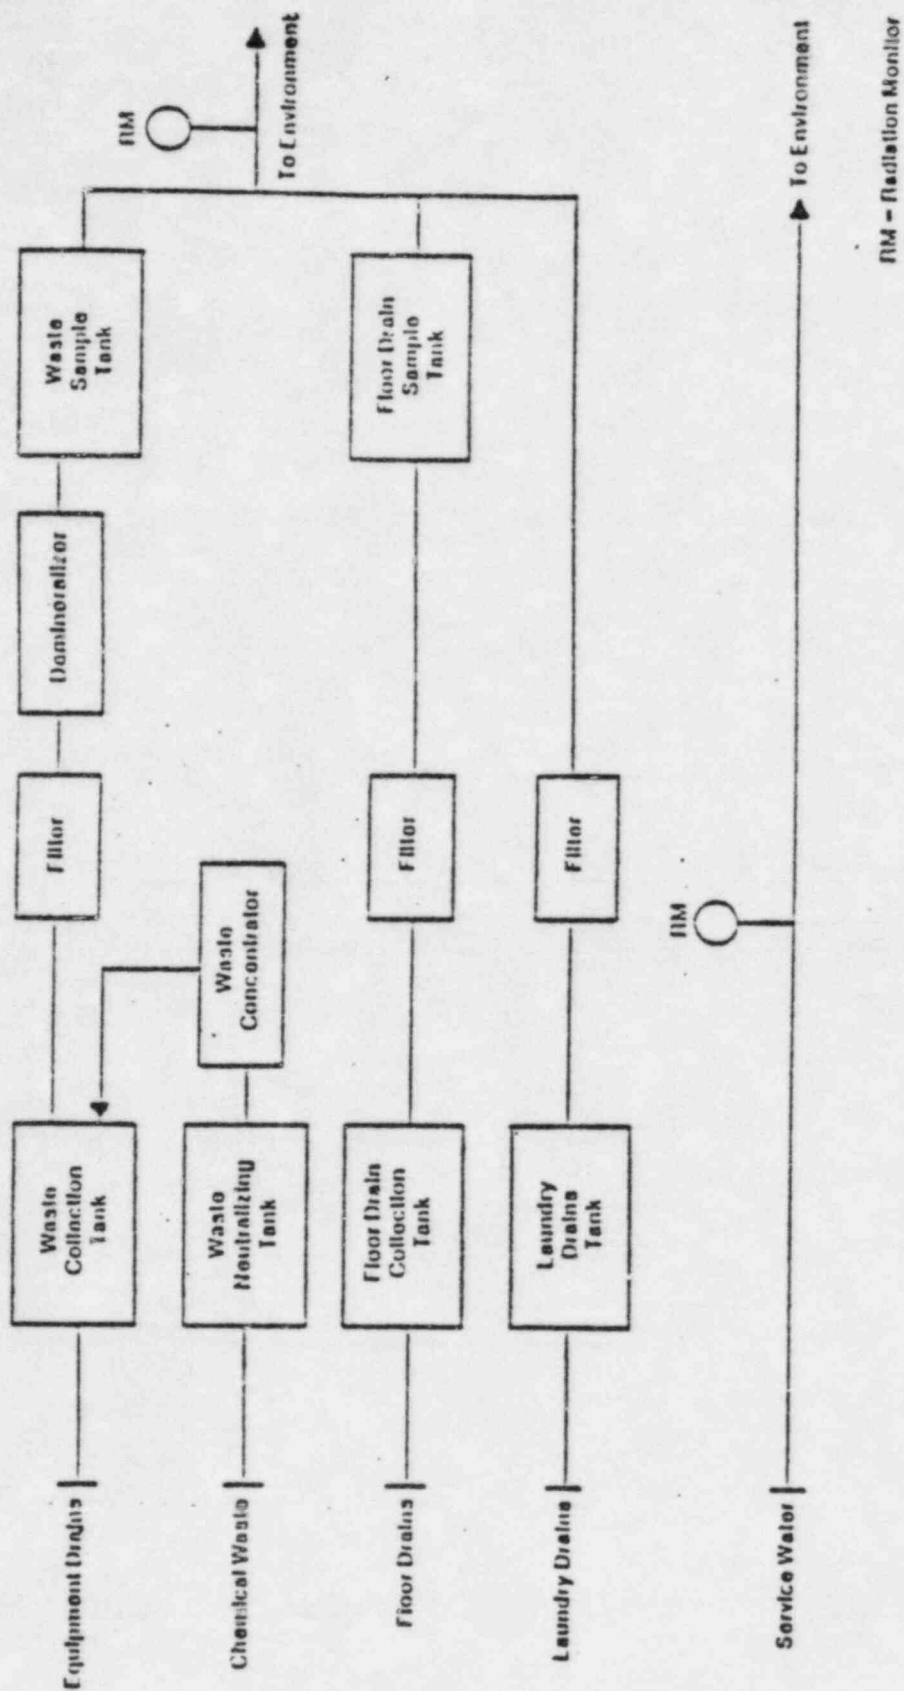 Equipment Drains
Waste
Collection
Tank
Filter
Demineralizer
Waste
Sample
Tank
RM
To Environment
Chemical Waste
Waste
Neutralizing
Tank
Waste
Concentrator
Floor Drains
Floor Drain
Collection
Tank
Filter
Floor Drain
Sample
Tank
Laundry Drains
Laundry
Drains
Tank
Filter
Service Water
RM
To Environment
RM - Radiation Monitor